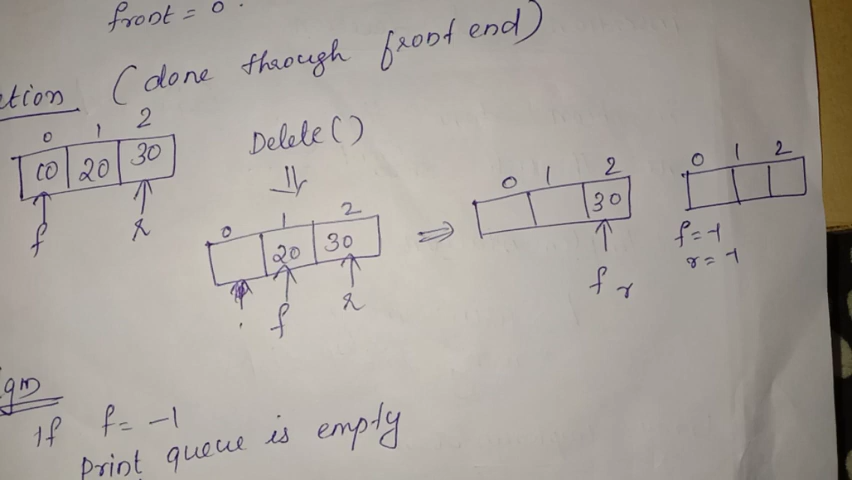 front = 0.
(done through front end)
0 1 2
10 20 30
f r
Delete()
0 1 2
20 30
f r
0 1 2
30
f r
0 1 2
f = -1
r = -1
If f = -1
print queue is empty